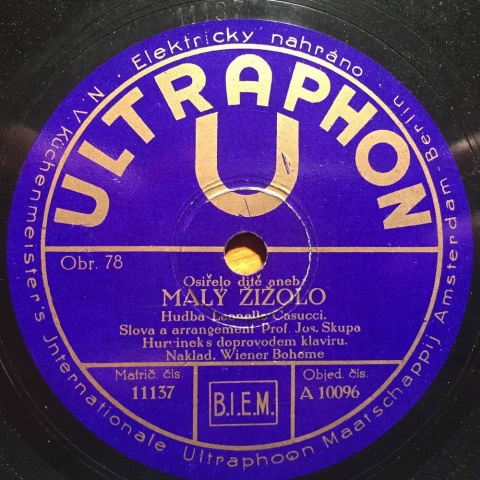 Elektricky nahráno · N.V. Küchenmeister's Jnternationale Ultraphoon Maatschappij Amsterdam-Berlin
ULTRAPHON
U
Obr. 78
Osiřelo dítě aneb:
MALÝ ŽIŽOLO
Hudba Leonello Casucci.
Slova a arrangement Prof. Jos. Skupa
Hurvínek s doprovodem klavíru.
Naklad. Wiener Boheme
Matrič. čís.
11137
B.I.E.M.
Objed. čís.
A 10096